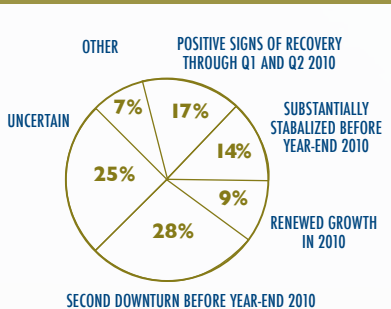 OTHER
POSITIVE SIGNS OF RECOVERY
THROUGH Q1 AND Q2 2010
7%
17%
UNCERTAIN
SUBSTANTIALLY
STABALIZED BEFORE
YEAR-END 2010
14%
25%
9%
RENEWED GROWTH
IN 2010
28%
SECOND DOWNTURN BEFORE YEAR-END 2010